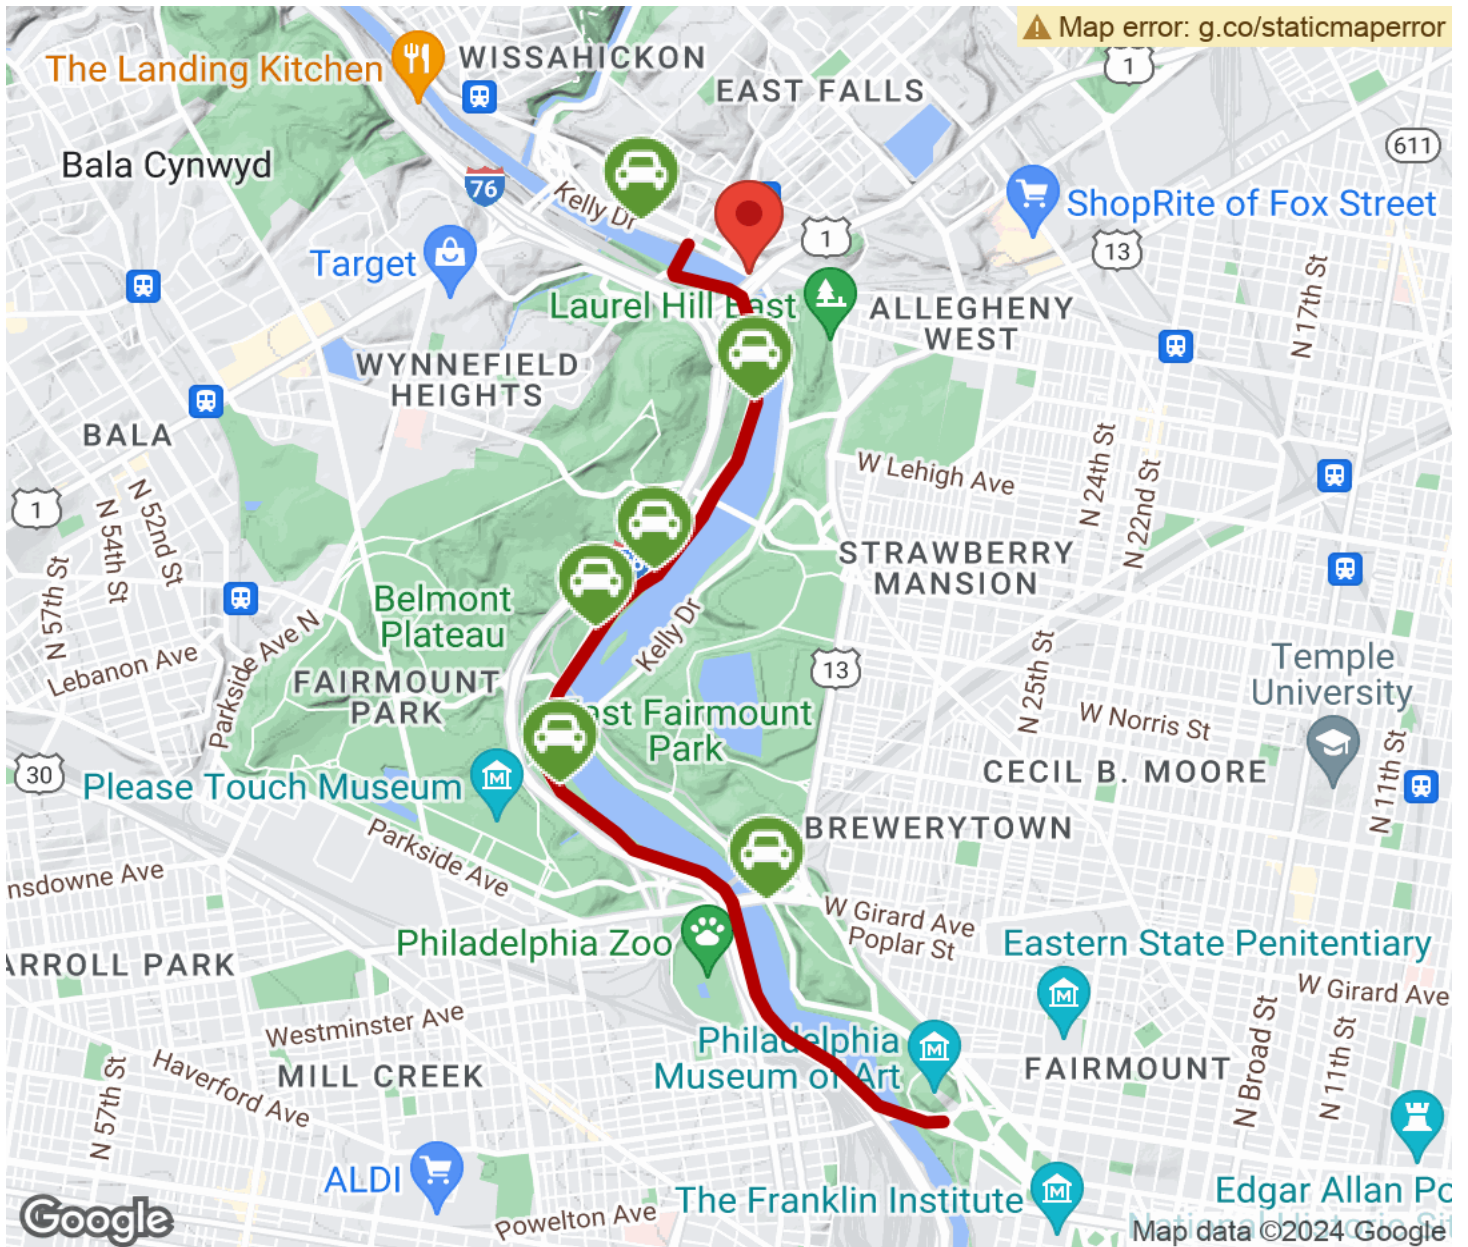 Map error: g.co/staticmaperror
The Landing Kitchen
WISSAHICKON
1
EAST FALLS
611
Bala Cynwyd
76
Kelly Dr
ShopRite of Fox Street
1
13
Target
Laurel Hill East
ALLEGHENY
WEST
N 17th St
WYNNEFIELD
HEIGHTS
BALA
W Lehigh Ave
N 24th St
N 22nd St
1
N 52nd St
N 54th St
STRAWBERRY
MANSION
N 57th St
Belmont
Plateau
Kelly Dr
Parkside Ave N
Lebanon Ave
13
N 25th St
Temple
University
FAIRMOUNT
PARK
East Fairmount
Park
W Norris St
30
Please Touch Museum
CECIL B. MOORE
N 11th St
Parkside Ave
BREWERYTOWN
nsdowne Ave
W Girard Ave
Poplar St
Philadelphia Zoo
Eastern State Penitentiary
ARROLL PARK
W Girard Ave
Westminster Ave
Philadelphia
Museum of Art
N Broad St
N 11th St
Haverford Ave
MILL CREEK
FAIRMOUNT
N 57th St
ALDI
The Franklin Institute
Edgar Allan Po
National Historic Sit
Google
Powelton Ave
Map data ©2024 Google